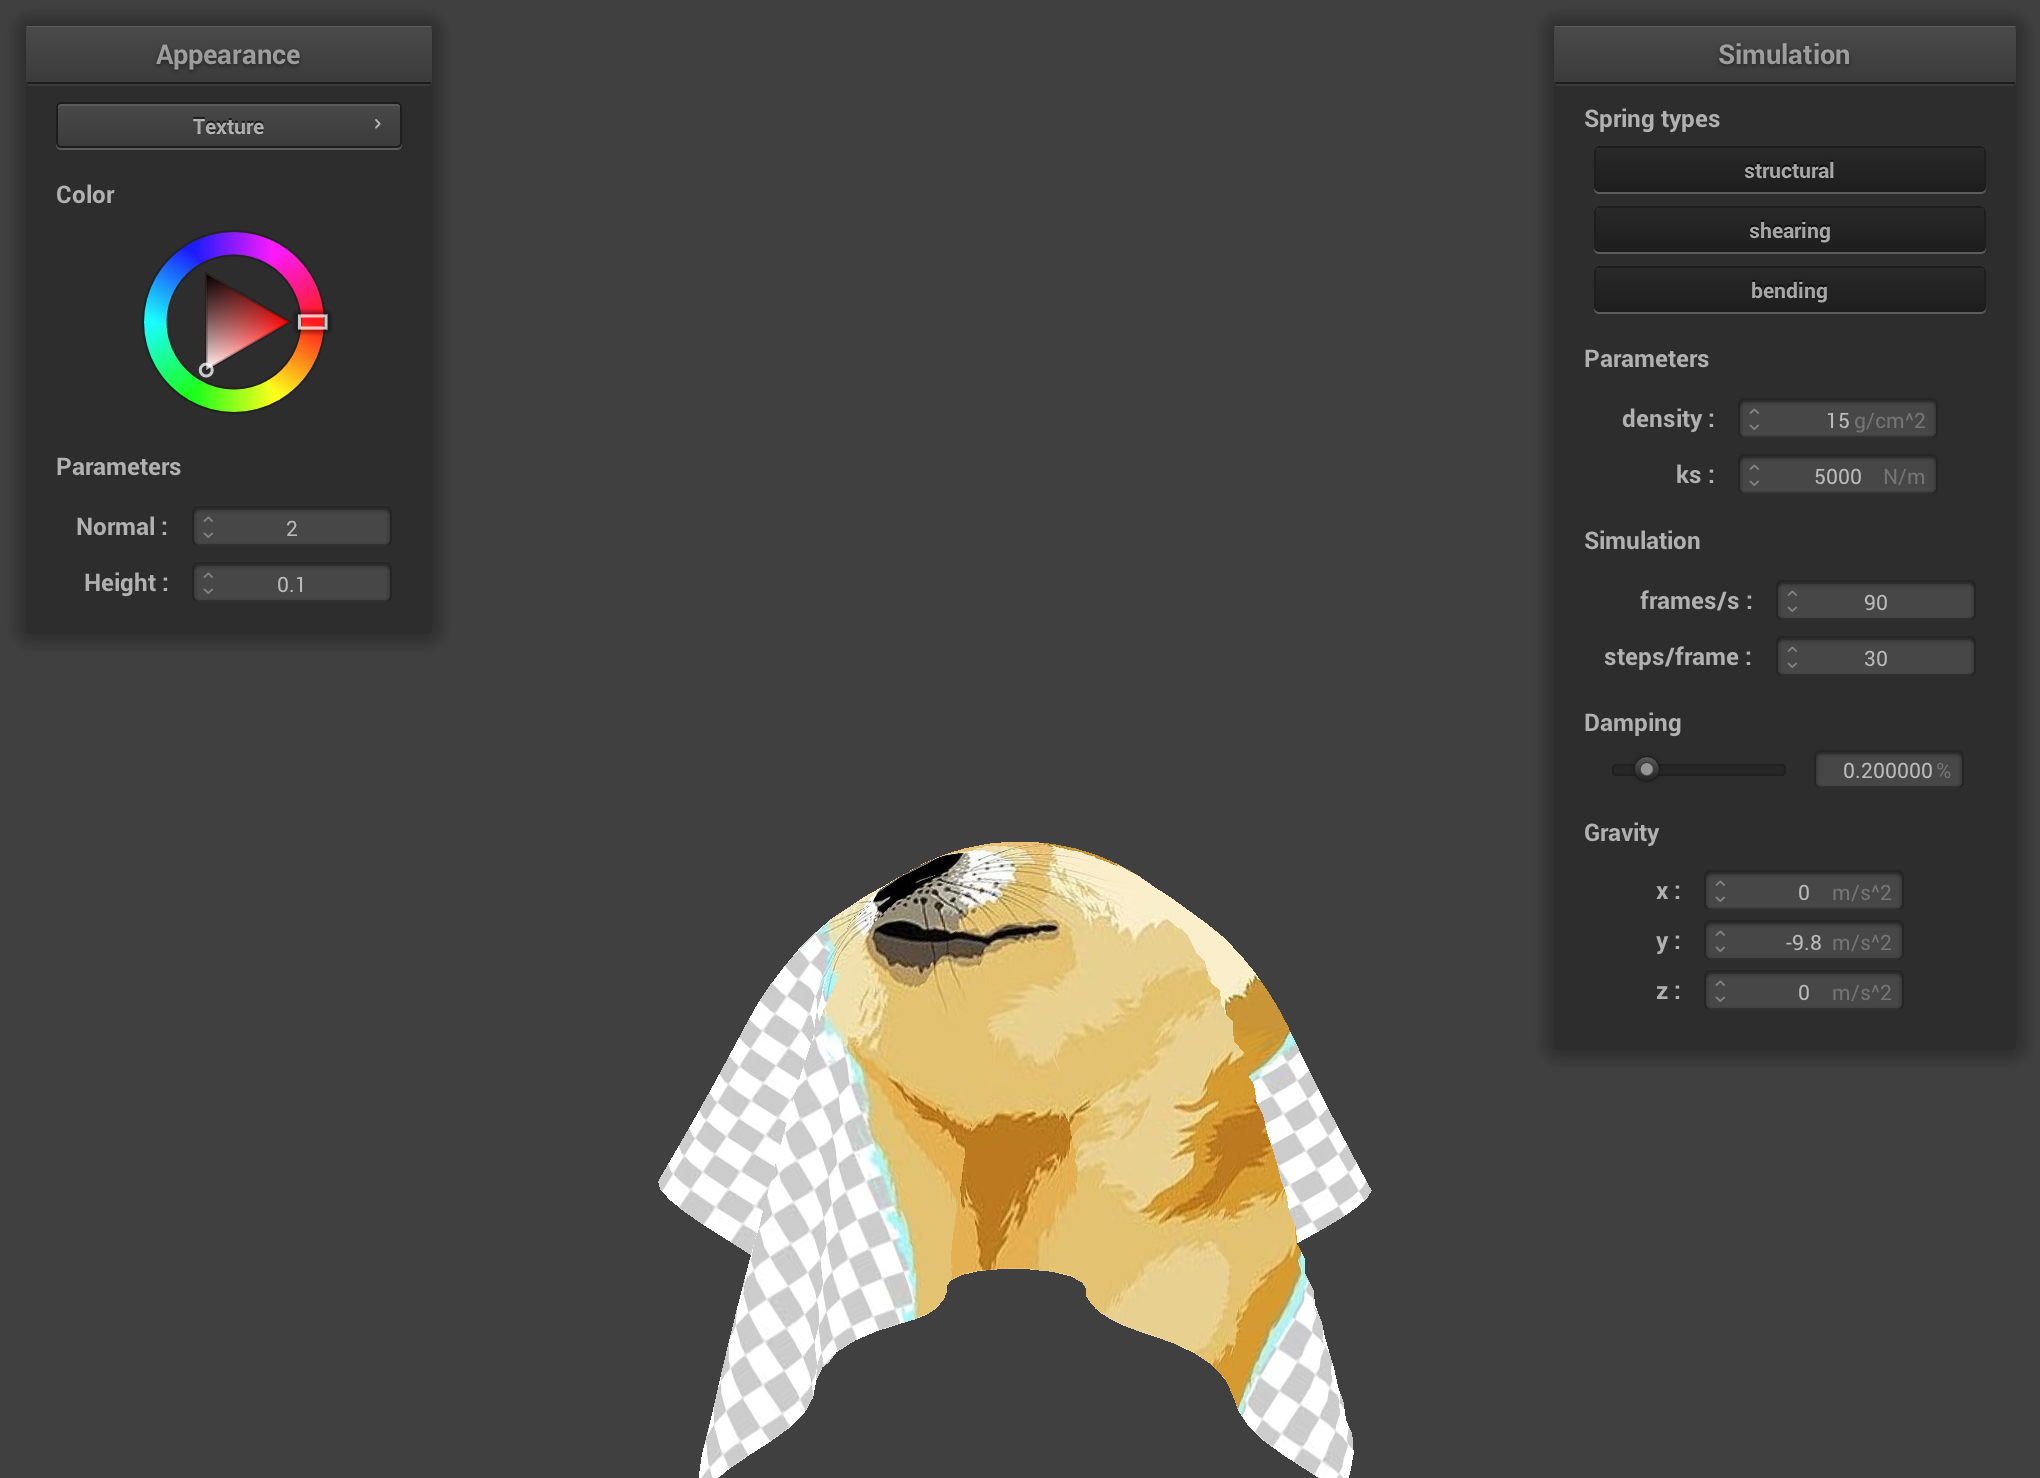 Appearance
Texture
Color
Parameters
Normal : 2
Height : 0.1
Simulation
Spring types
structural
shearing
bending
Parameters
density : 15 g/cm^2
ks : 5000 N/m
Simulation
frames/s : 90
steps/frame : 30
Damping
0.200000 %
Gravity
x : 0 m/s^2
y : -9.8 m/s^2
z : 0 m/s^2